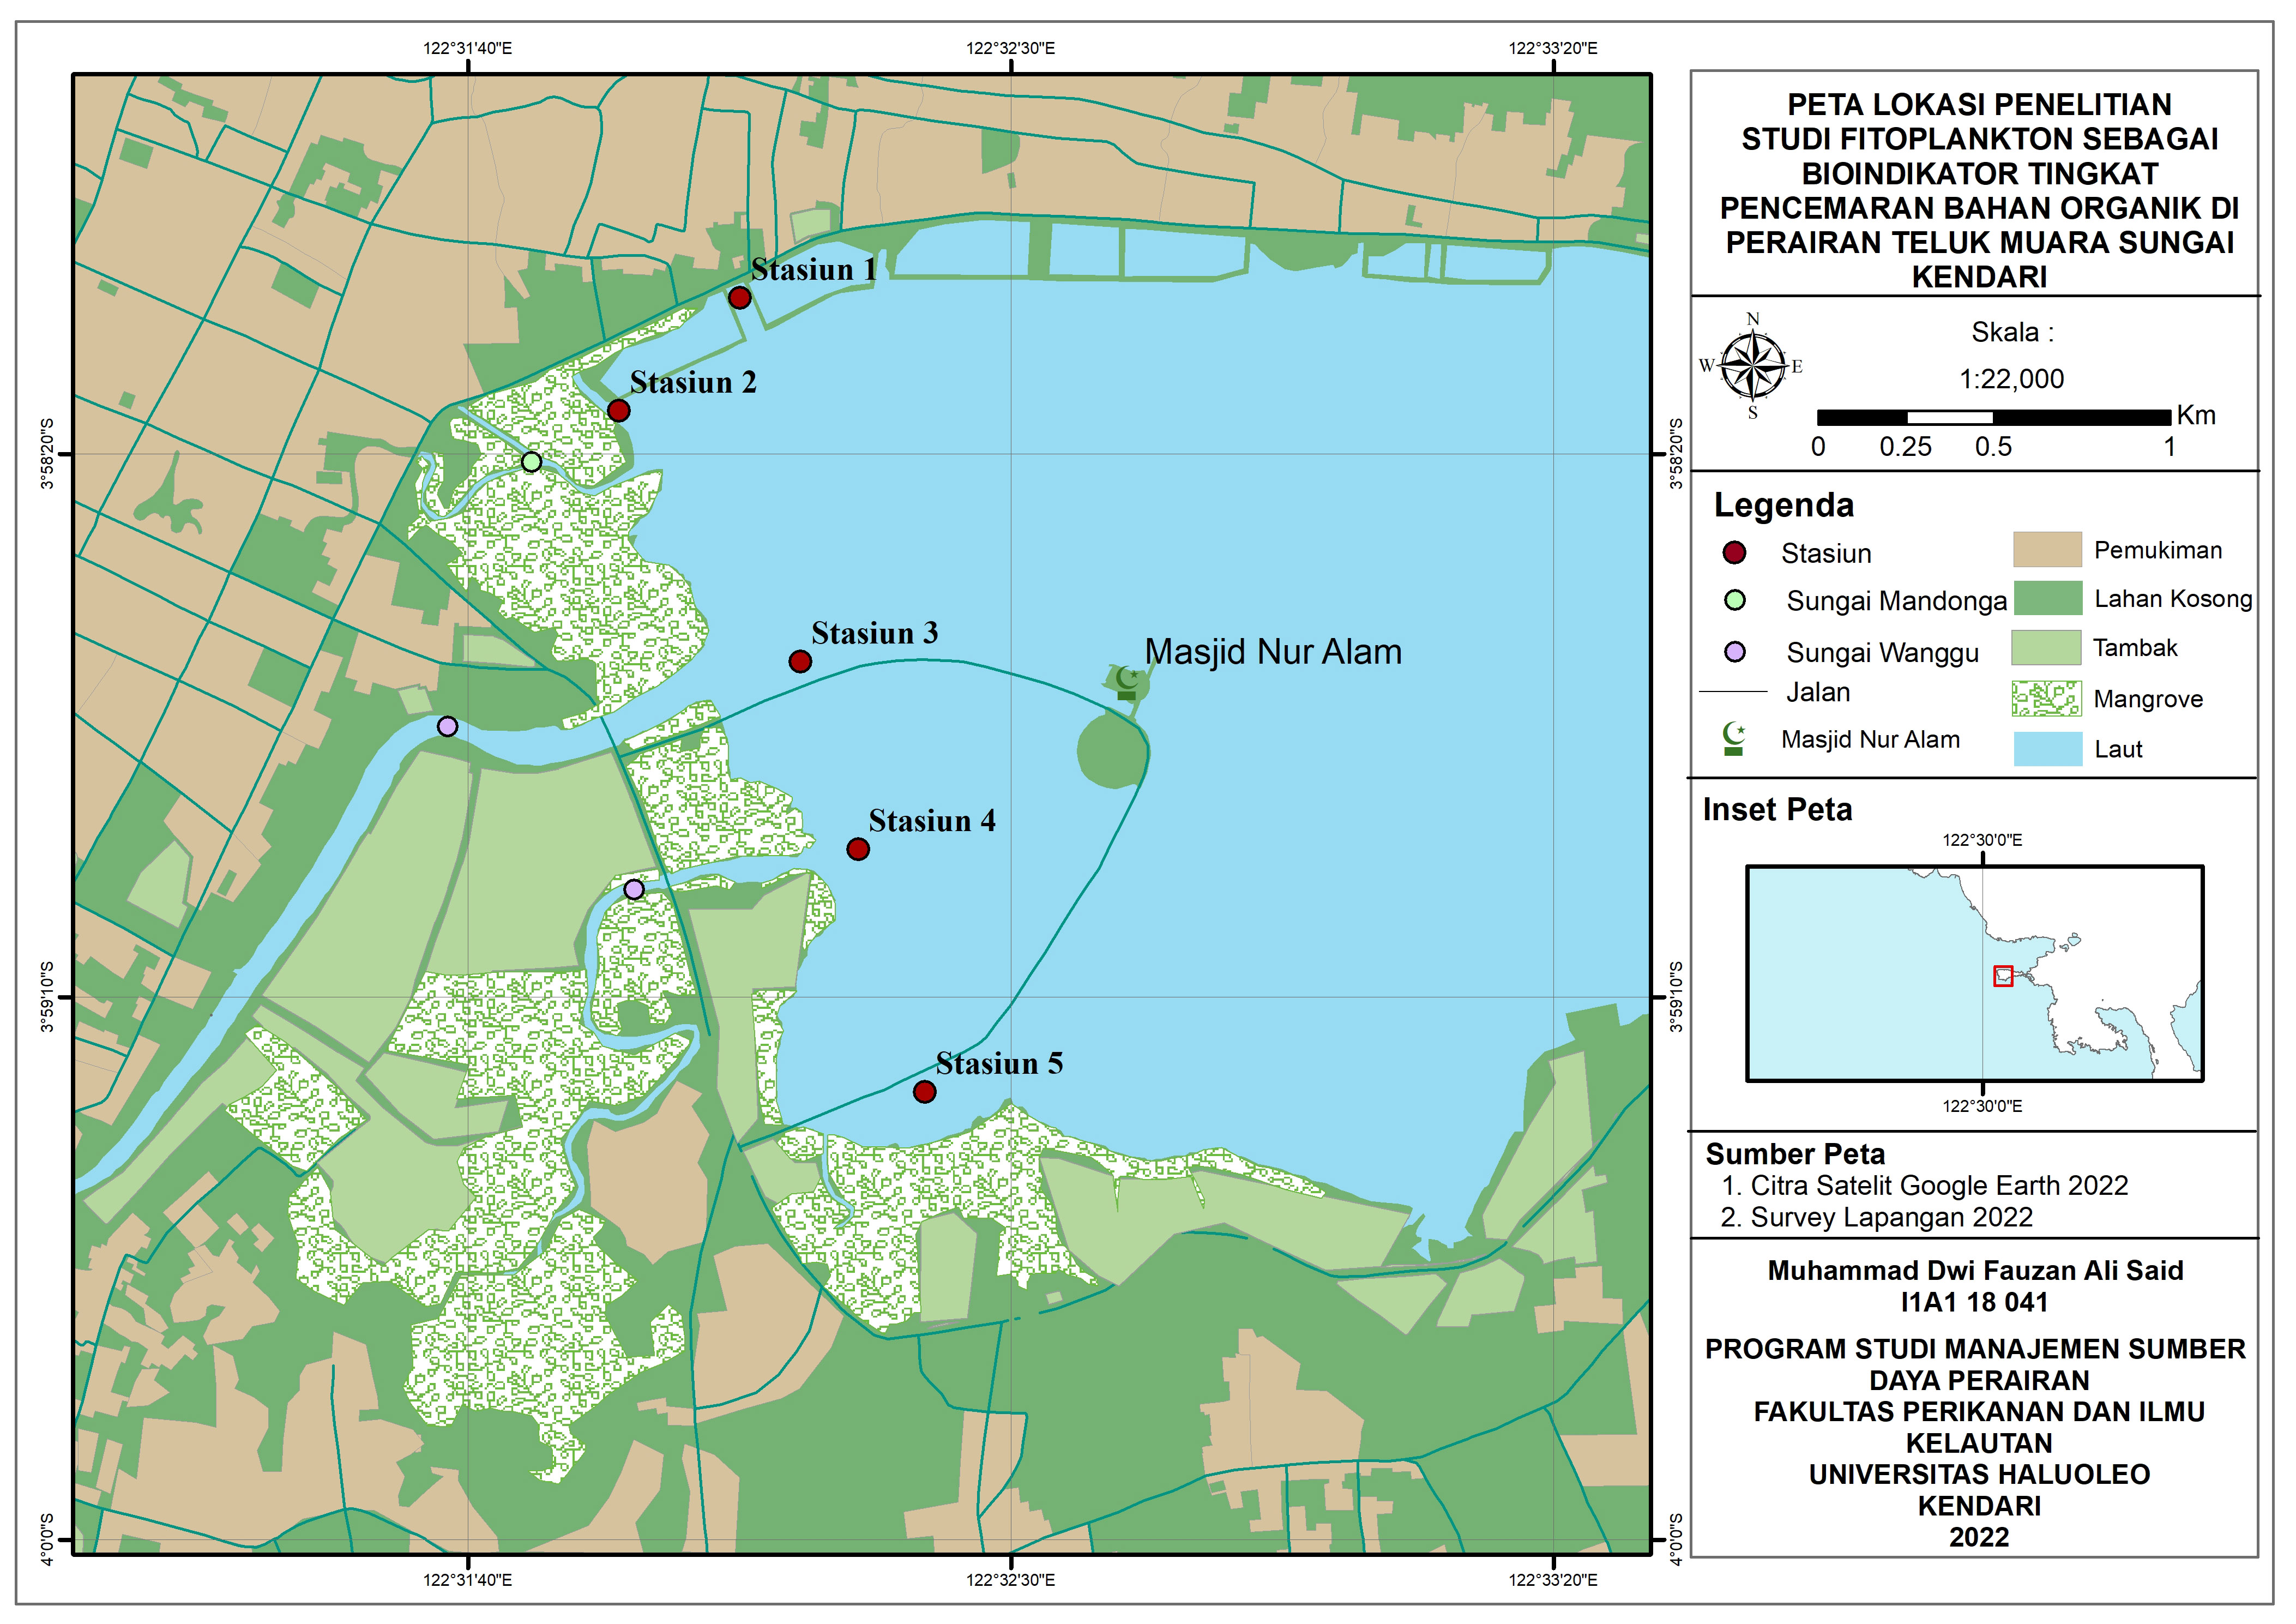 122°31'40"E
122°32'30"E
122°33'20"E
3°58'20"S
3°59'10"S
4°0'0"S
Stasiun 1
Stasiun 2
Stasiun 3
Masjid Nur Alam
Stasiun 4
Stasiun 5
3°58'20"S
3°59'10"S
4°0'0"S
122°31'40"E
122°32'30"E
122°33'20"E
PETA LOKASI PENELITIAN
STUDI FITOPLANKTON SEBAGAI
BIOINDIKATOR TINGKAT
PENCEMARAN BAHAN ORGANIK DI
PERAIRAN TELUK MUARA SUNGAI
KENDARI
N
W
E
S
Skala :
1:22,000
Km
0 0.25 0.5 1
Legenda
Stasiun
Sungai Mandonga
Sungai Wanggu
Jalan
Masjid Nur Alam
Pemukiman
Lahan Kosong
Tambak
Mangrove
Laut
Inset Peta
122°30'0"E
122°30'0"E
Sumber Peta
1. Citra Satelit Google Earth 2022
2. Survey Lapangan 2022
Muhammad Dwi Fauzan Ali Said
I1A1 18 041
PROGRAM STUDI MANAJEMEN SUMBER
DAYA PERAIRAN
FAKULTAS PERIKANAN DAN ILMU
KELAUTAN
UNIVERSITAS HALUOLEO
KENDARI
2022